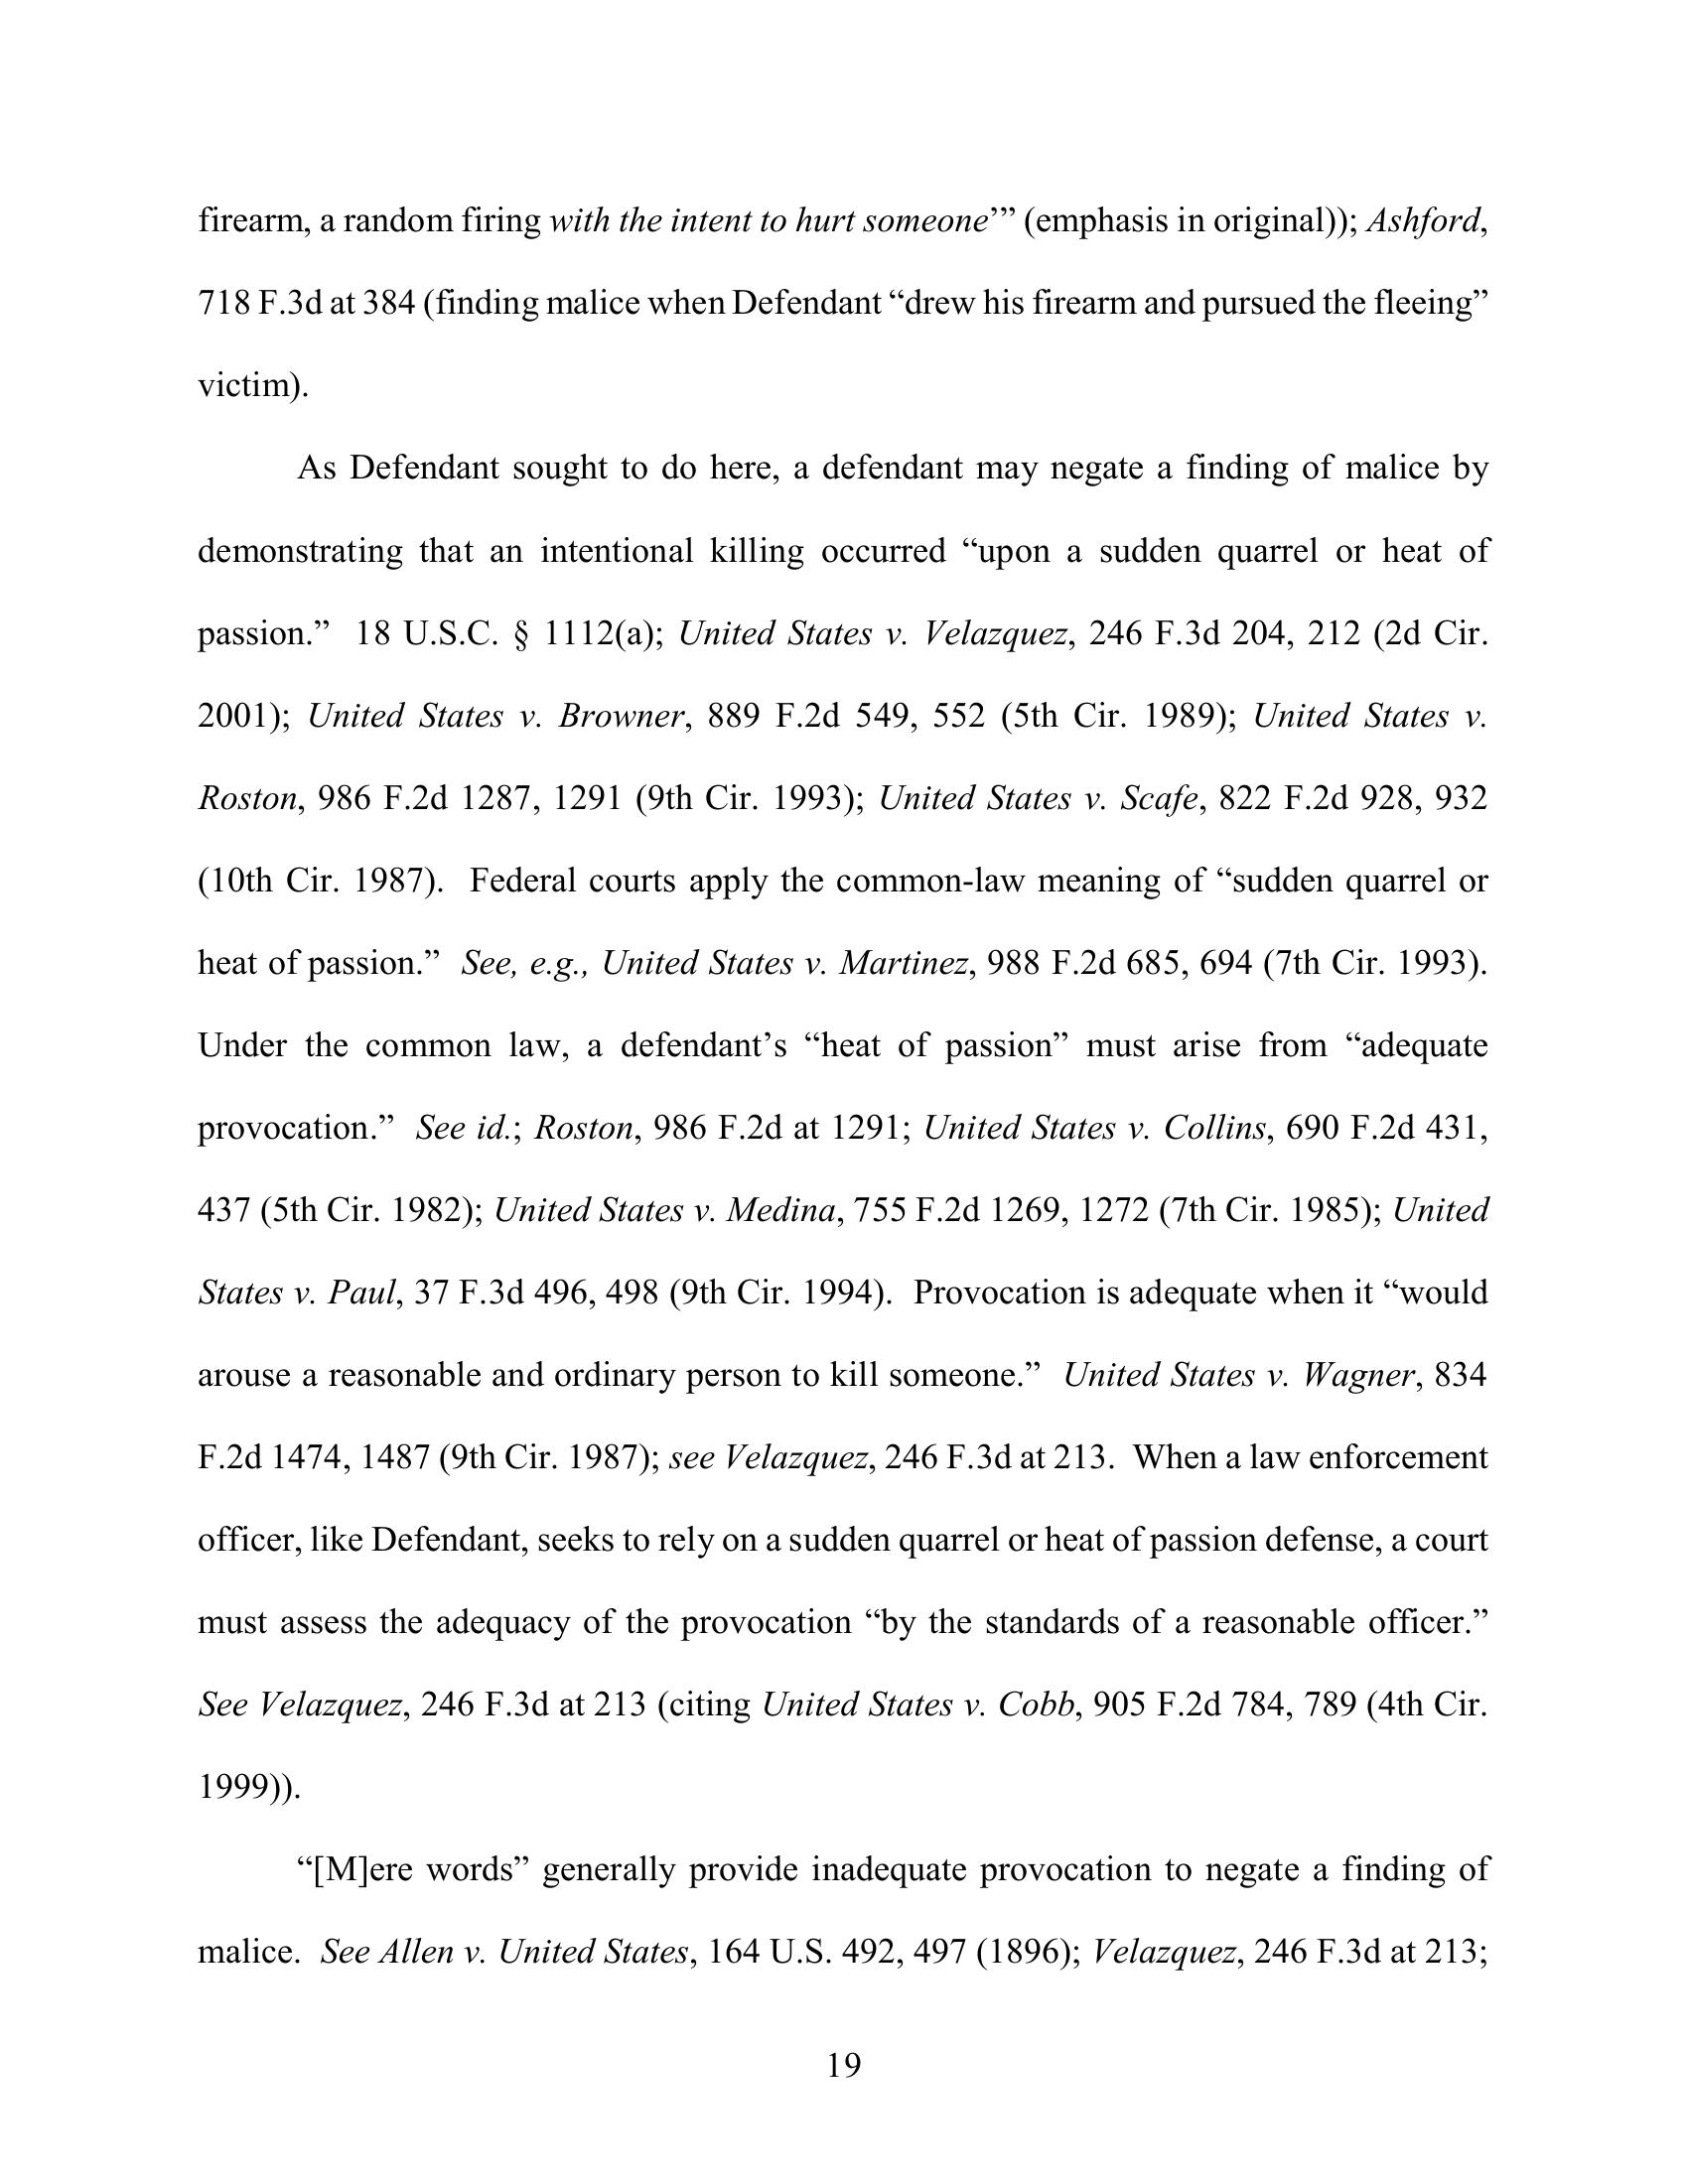 firearm, a random firing with the intent to hurt someone’” (emphasis in original)); Ashford,
718 F.3d at 384 (finding malice when Defendant “drew his firearm and pursued the fleeing”
victim).
As Defendant sought to do here, a defendant may negate a finding of malice by
demonstrating that an intentional killing occurred “upon a sudden quarrel or heat of
passion.” 18 U.S.C. § 1112(a); United States v. Velazquez, 246 F.3d 204, 212 (2d Cir.
2001); United States v. Browner, 889 F.2d 549, 552 (5th Cir. 1989); United States v.
Roston, 986 F.2d 1287, 1291 (9th Cir. 1993); United States v. Scafe, 822 F.2d 928, 932
(10th Cir. 1987). Federal courts apply the common-law meaning of “sudden quarrel or
heat of passion.” See, e.g., United States v. Martinez, 988 F.2d 685, 694 (7th Cir. 1993).
Under the common law, a defendant’s “heat of passion” must arise from “adequate
provocation.” See id.; Roston, 986 F.2d at 1291; United States v. Collins, 690 F.2d 431,
437 (5th Cir. 1982); United States v. Medina, 755 F.2d 1269, 1272 (7th Cir. 1985); United
States v. Paul, 37 F.3d 496, 498 (9th Cir. 1994). Provocation is adequate when it “would
arouse a reasonable and ordinary person to kill someone.” United States v. Wagner, 834
F.2d 1474, 1487 (9th Cir. 1987); see Velazquez, 246 F.3d at 213. When a law enforcement
officer, like Defendant, seeks to rely on a sudden quarrel or heat of passion defense, a court
must assess the adequacy of the provocation “by the standards of a reasonable officer.”
See Velazquez, 246 F.3d at 213 (citing United States v. Cobb, 905 F.2d 784, 789 (4th Cir.
1999)).
“[M]ere words” generally provide inadequate provocation to negate a finding of
malice. See Allen v. United States, 164 U.S. 492, 497 (1896); Velazquez, 246 F.3d at 213;
19